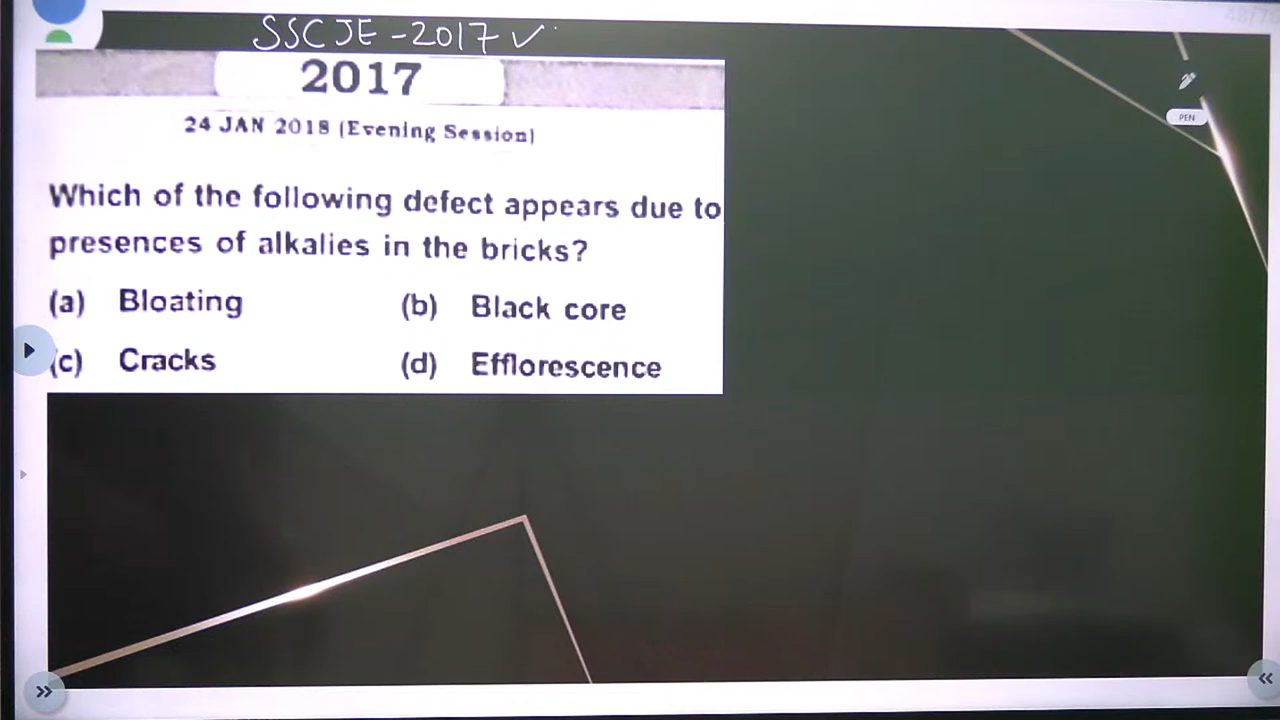 SSCJE-2017 ✓
2017
24 JAN 2018 (Evening Session)
PEN
Which of the following defect appears due to
presences of alkalies in the bricks?
(a) Bloating (b) Black core
(c) Cracks (d) Efflorescence